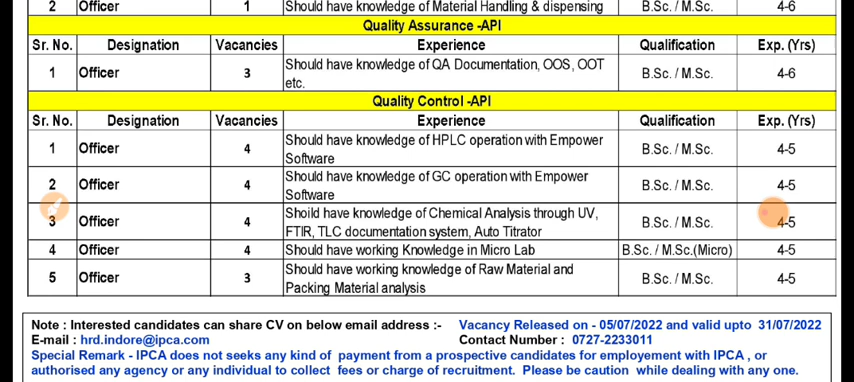 2 Officer 1 Should have knowledge of Material Handling & dispensing B.Sc. / M.Sc. 4-6
Quality Assurance -API
Sr. No. Designation Vacancies Experience Qualification Exp. (Yrs)
1 Officer 3 Should have knowledge of QA Documentation, OOS, OOT etc. B.Sc. / M.Sc. 4-6
Quality Control -API
Sr. No. Designation Vacancies Experience Qualification Exp. (Yrs)
1 Officer 4 Should have knowledge of HPLC operation with Empower Software B.Sc. / M.Sc. 4-5
2 Officer 4 Should have knowledge of GC operation with Empower Software B.Sc. / M.Sc. 4-5
3 Officer 4 Shoild have knowledge of Chemical Analysis through UV, FTIR, TLC documentation system, Auto Titrator B.Sc. / M.Sc. 4-5
4 Officer 4 Should have working Knowledge in Micro Lab B.Sc. / M.Sc.(Micro) 4-5
5 Officer 3 Should have working knowledge of Raw Material and Packing Material analysis B.Sc. / M.Sc. 4-5
Note : Interested candidates can share CV on below email address :- Vacancy Released on - 05/07/2022 and valid upto 31/07/2022
E-mail : hrd.indore@ipca.com Contact Number : 0727-2233011
Special Remark - IPCA does not seeks any kind of payment from a prospective candidates for employement with IPCA , or
authorised any agency or any individual to collect fees or charge of recruitment. Please be caution while dealing with any one.